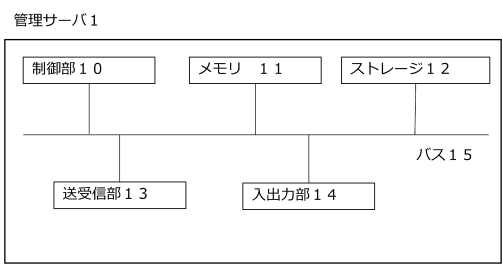 管理サーバ１
制御部１０
メモリ　１１
ストレージ１２
バス１５
送受信部１３
入出力部１４